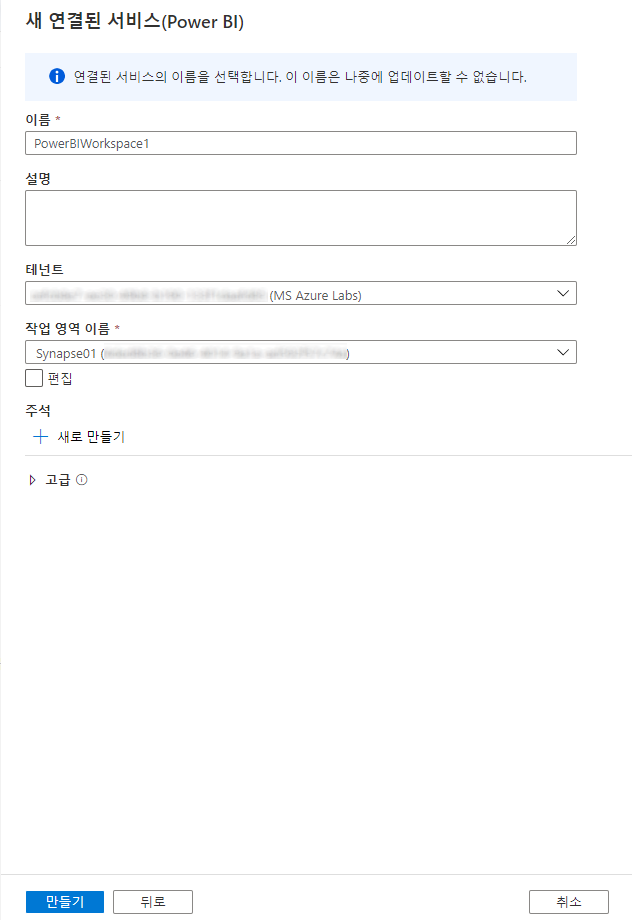 새 연결된 서비스(Power BI)
연결된 서비스의 이름을 선택합니다. 이 이름은 나중에 업데이트할 수 없습니다.
이름 *
PowerBIWorkspace1
설명
테넌트
(MS Azure Labs)
작업 영역 이름 *
Synapse01 ()
편집
주석
새로 만들기
고급
만들기
뒤로
취소